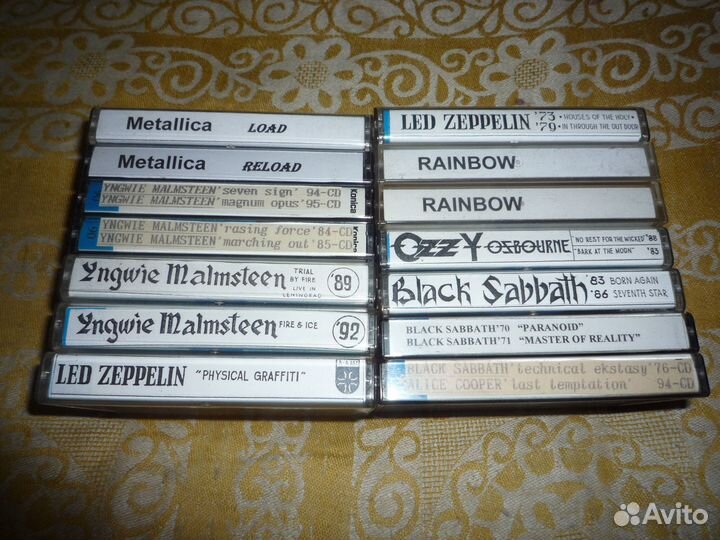 Metallica LOAD
Metallica RELOAD
YNGWIE MALMSTEEN'seven sign' 94-CD
YNGWIE MALMSTEEN'magnum opus'95-CD
Konica
YNGWIE MALMSTEEN'rasing force'84-CD
YNGWIE MALMSTEEN'marching out'85-CD
90
Konica
Yngwie Malmsteen TRIAL BY FIRE LIVE IN LENINGRAD '89
Yngwie Malmsteen FIRE & ICE '92
LED ZEPPELIN "PHYSICAL GRAFFITI"
LED ZEPPELIN '73 • HOUSES OF THE HOLY
'79 • IN THROUGH THE OUT DOOR
RAINBOW
RAINBOW
OZZY OSBOURNE NO REST FOR THE WICKED '88
"BARK AT THE MOON" '83
Black Sabbath '83 BORN AGAIN
'86 SEVENTH STAR
BLACK SABBATH'70 "PARANOID"
BLACK SABBATH'71 "MASTER OF REALITY"
BLACK SABBATH'technical ekstasy'76-CD
ALICE COOPER'last temptation' 94-CD
Avito